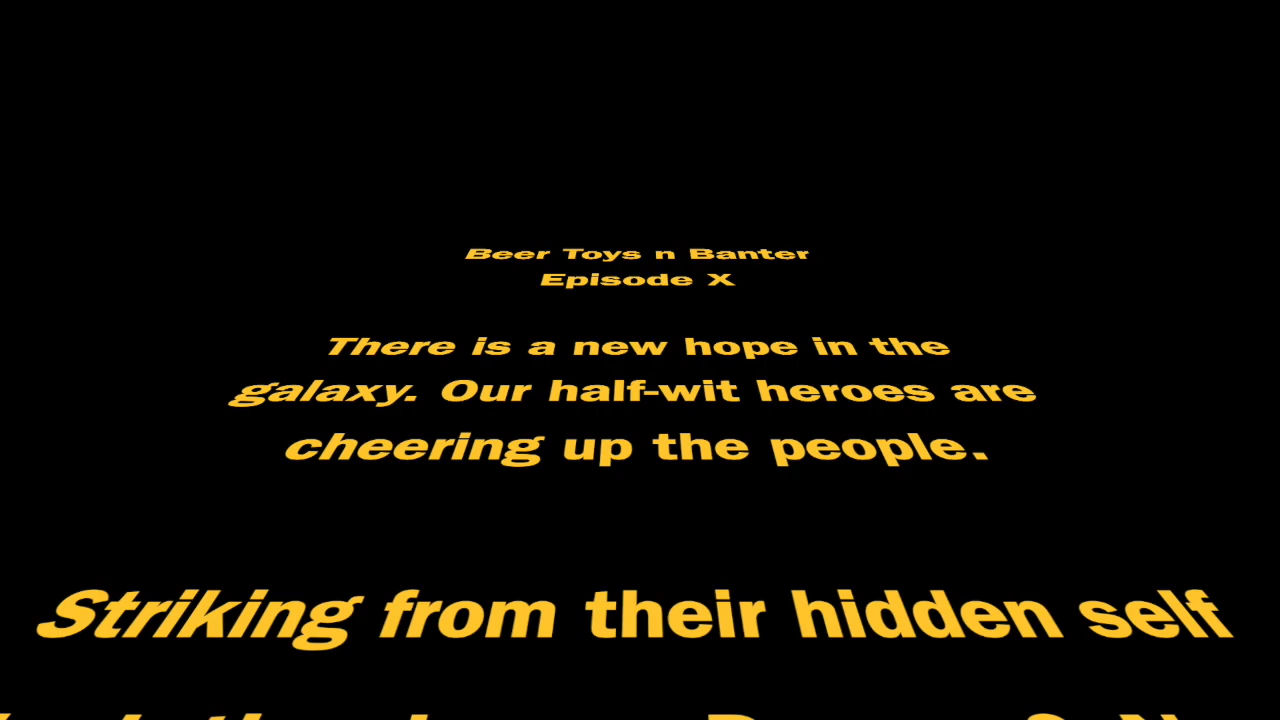 Beer Toys n Banter
Episode X
There is a new hope in the
galaxy. Our half-wit heroes are
cheering up the people.
Striking from their hidden self